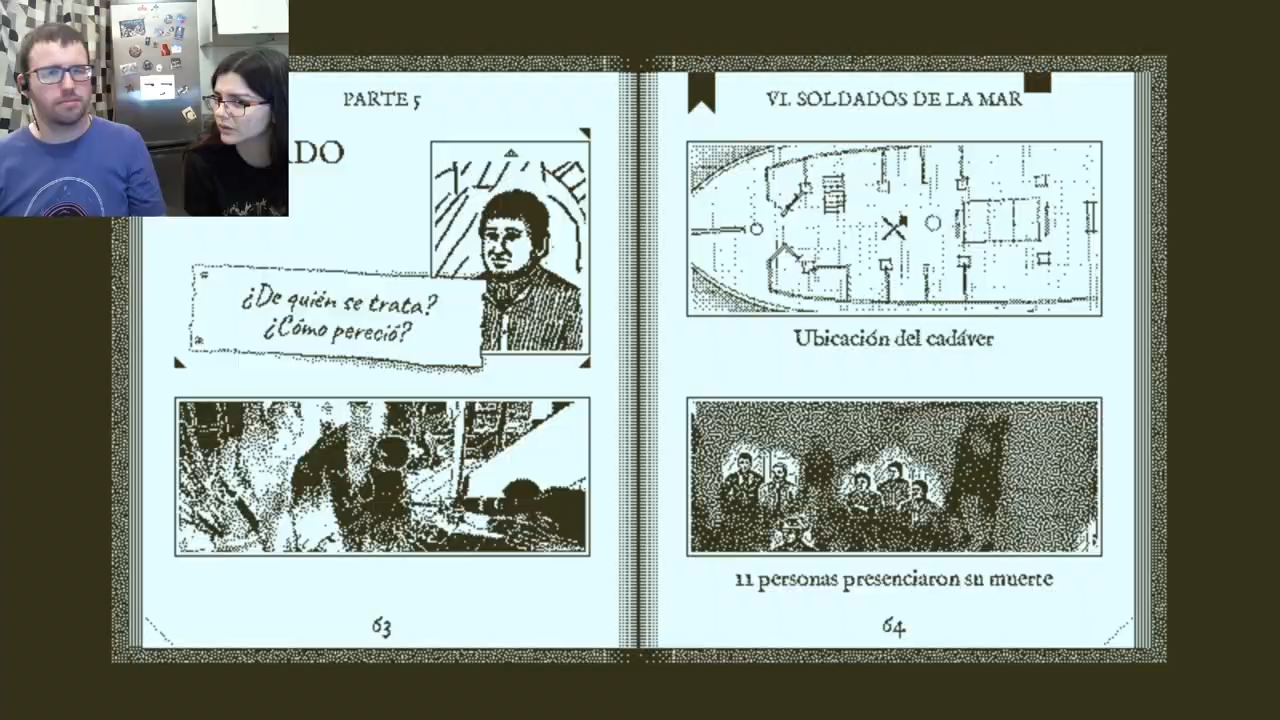 PARTE 5
VI. SOLDADOS DE LA MAR
¿De quién se trata?
¿Cómo pereció?
Ubicación del cadáver
11 personas presenciaron su muerte
63
64